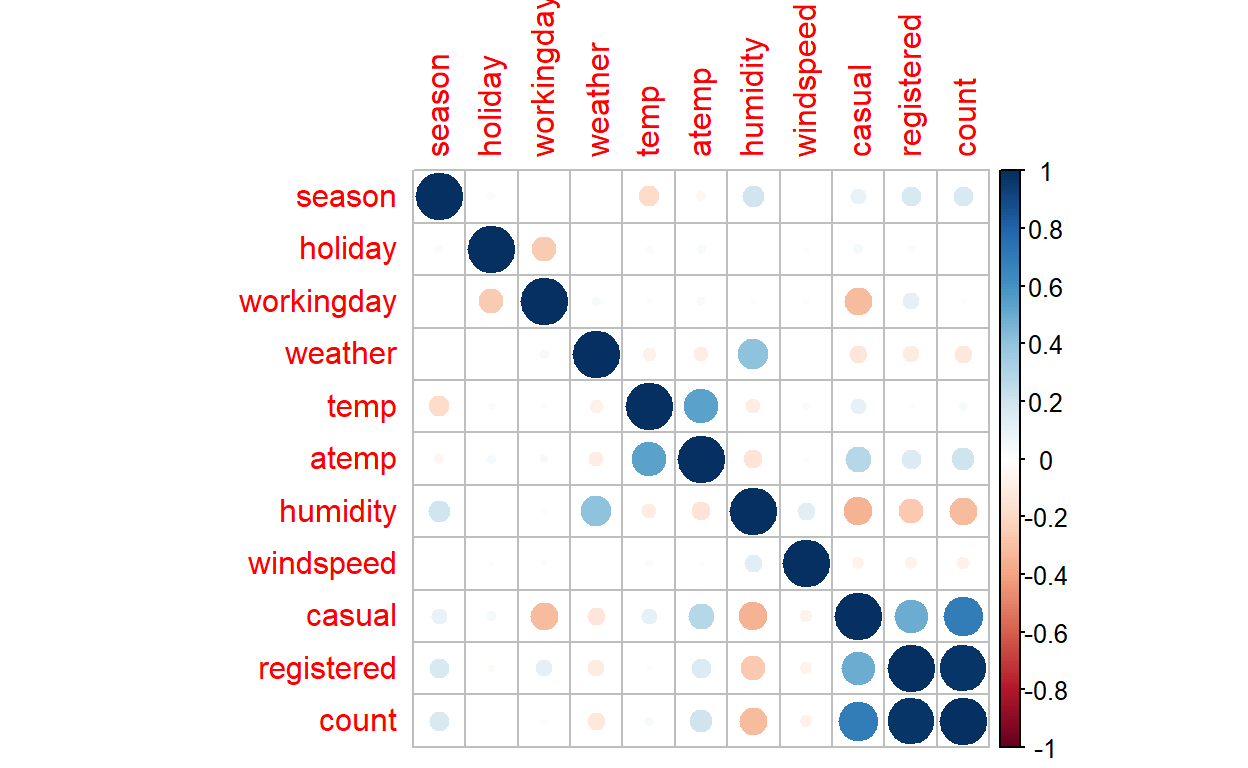 season
holiday
workingday
weather
temp
atemp
humidity
windspeed
casual
registered
count
season
holiday
workingday
weather
temp
atemp
humidity
windspeed
casual
registered
count
1
0.8
0.6
0.4
0.2
0
-0.2
-0.4
-0.6
-0.8
-1